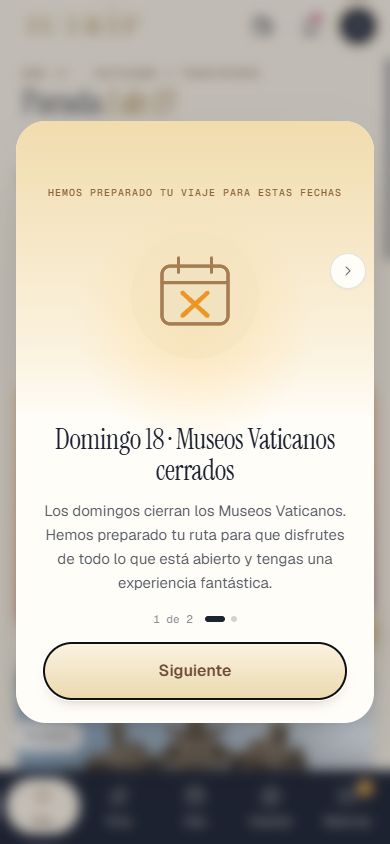 HEMOS PREPARADO TU VIAJE PARA ESTAS FECHAS
Domingo 18 · Museos Vaticanos
cerrados
Los domingos cierran los Museos Vaticanos.
Hemos preparado tu ruta para que disfrutes
de todo lo que está abierto y tengas una
experiencia fantástica.
1 de 2
Siguiente